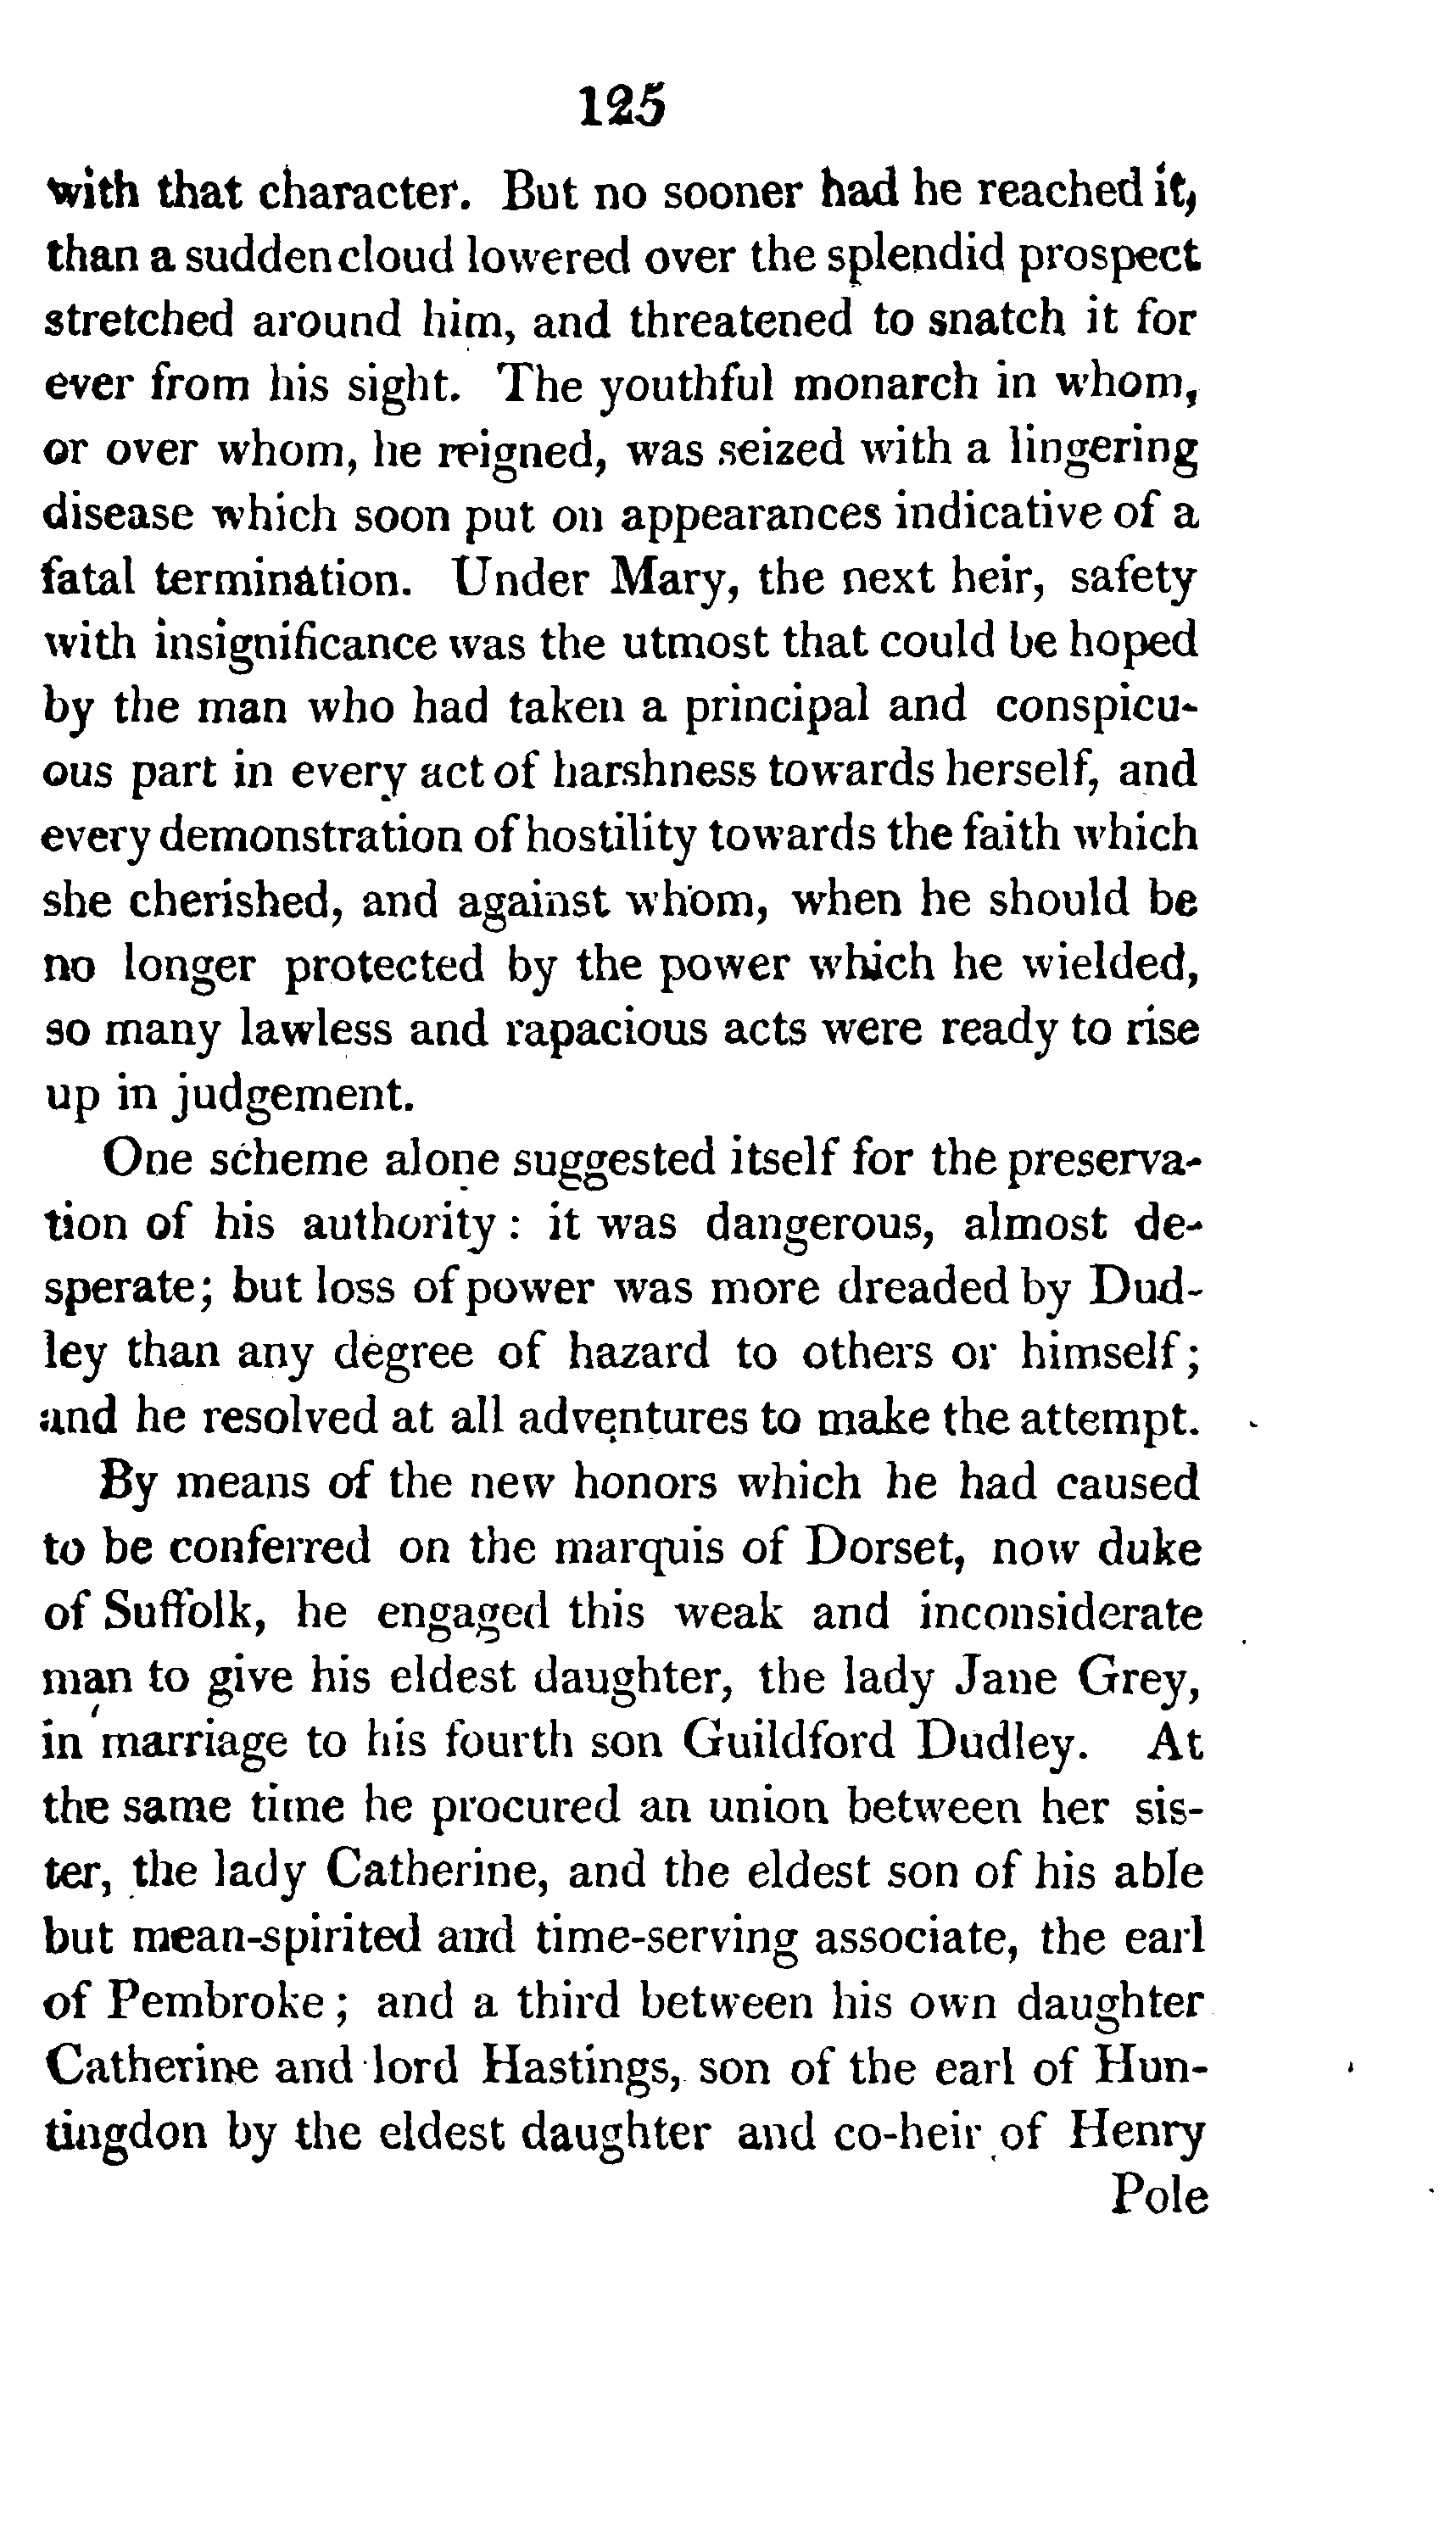 125
with that character. But no sooner had he reached it,
than a sudden cloud lowered over the splendid prospect
stretched around him, and threatened to snatch it for
ever from his sight. The youthful monarch in whom,
or over whom, he reigned, was seized with a lingering
disease which soon put on appearances indicative of a
fatal termination. Under Mary, the next heir, safety
with insignificance was the utmost that could be hoped
by the man who had taken a principal and conspicu-
ous part in every act of harshness towards herself, and
every demonstration of hostility towards the faith which
she cherished, and against whom, when he should be
no longer protected by the power which he wielded,
so many lawless and rapacious acts were ready to rise
up in judgement.
One scheme alone suggested itself for the preserva-
tion of his authority: it was dangerous, almost de-
sperate; but loss of power was more dreaded by Dud-
ley than any degree of hazard to others or himself;
and he resolved at all adventures to make the attempt.
By means of the new honors which he had caused
to be conferred on the marquis of Dorset, now duke
of Suffolk, he engaged this weak and inconsiderate
man to give his eldest daughter, the lady Jane Grey,
in marriage to his fourth son Guildford Dudley. At
the same time he procured an union between her sis-
ter, the lady Catherine, and the eldest son of his able
but mean-spirited and time-serving associate, the earl
of Pembroke; and a third between his own daughter
Catherine and lord Hastings, son of the earl of Hun-
tingdon by the eldest daughter and co-heir of Henry
Pole